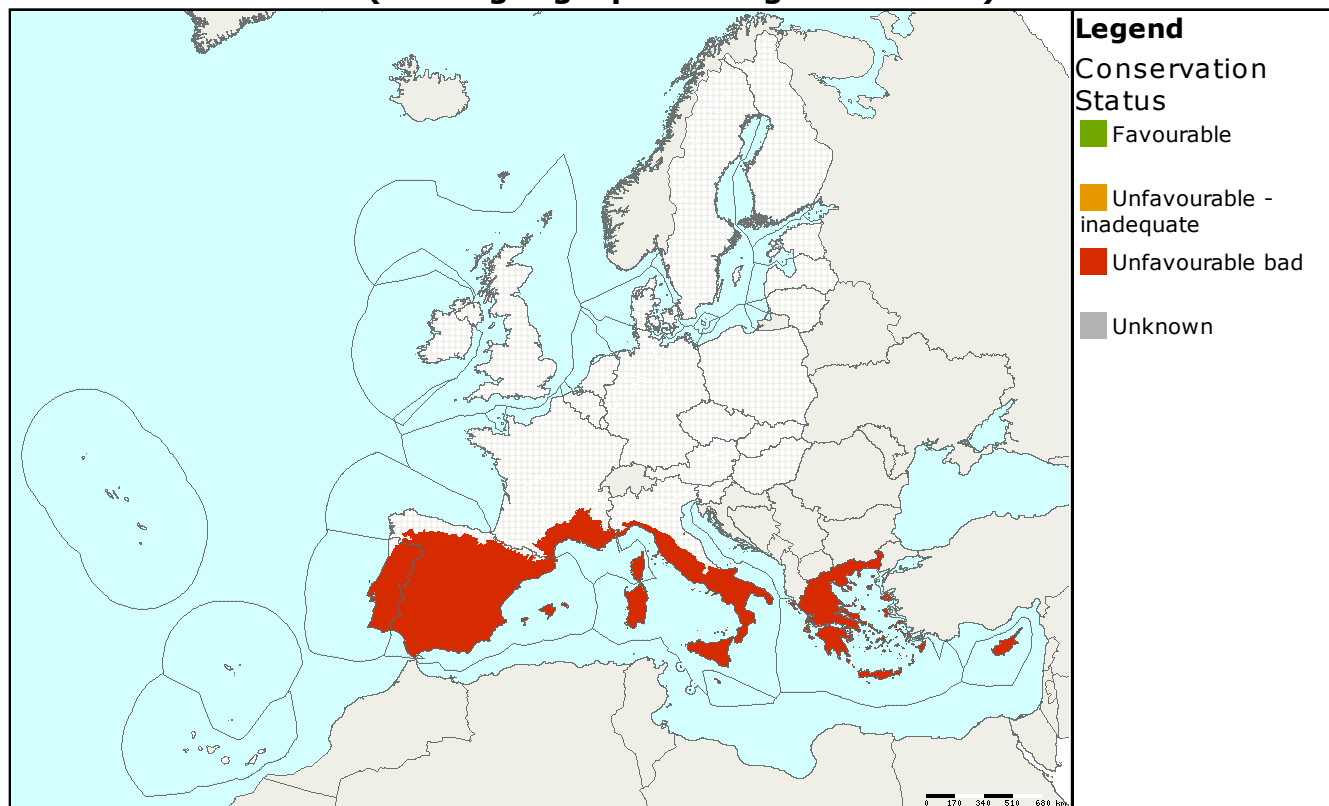 Legend
Conservation
Status
Favourable
Unfavourable -
inadequate
Unfavourable bad
Unknown
0 170 340 510 680 km